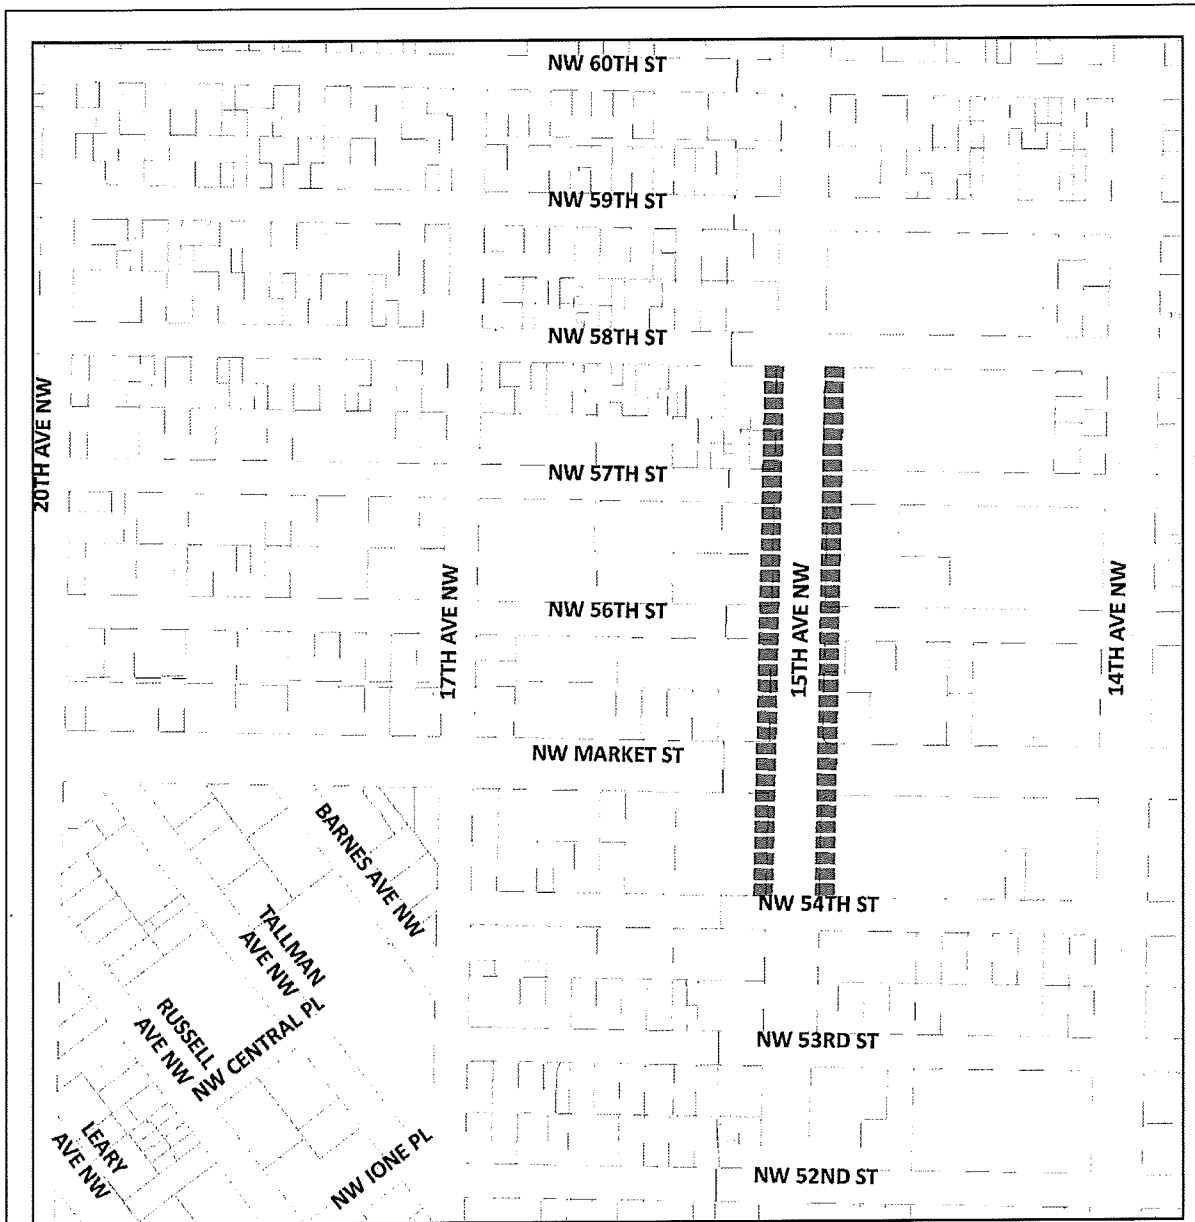 NW 60TH ST
NW 59TH ST
NW 58TH ST
20TH AVE NW
NW 57TH ST
17TH AVE NW
NW 56TH ST
15TH AVE NW
14TH AVE NW
NW MARKET ST
BARNES AVE NW
NW 54TH ST
TALLMAN
AVE NW
RUSSELL
AVE NW
NW CENTRAL PL
NW 53RD ST
LEARY
AVE NW
NW IONE PL
NW 52ND ST